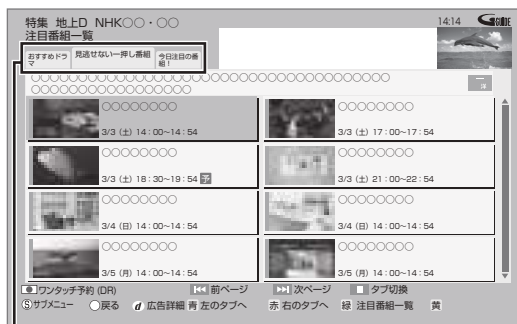 特集 地上D NHK○○・○○
14:14 GGUIDE
注目番組一覧
おすすめドラマ
見逃せない一押し番組
今日注目の番組！
○○○○○○○○○○○○○○○○○○○○○○○○○○○○○○○○○○○○○
○○○○○○○○○○○○○○○○○
○○○○○○○○
3/3 (土) 14：00~14：54
○○○○○○○○
3/3 (土) 17：00~17：54
○○○○○○○○
3/3 (土) 18：30~19：54 予
○○○○○○○○
3/3 (土) 21：00~22：54
○○○○○○○○
3/4 (日) 14：00~14：54
○○○○○○○○
3/4 (日) 14：00~14：54
○○○○○○○○
3/5 (月) 14：00~14：54
○○○○○○○○
3/5 (月) 14：00~14：54
ワンタッチ予約 (DR) 前ページ 次ページ タブ切換
Ⓢサブメニュー ○戻る d 広告詳細 青 左のタブへ 赤 右のタブへ 緑 注目番組一覧 黄